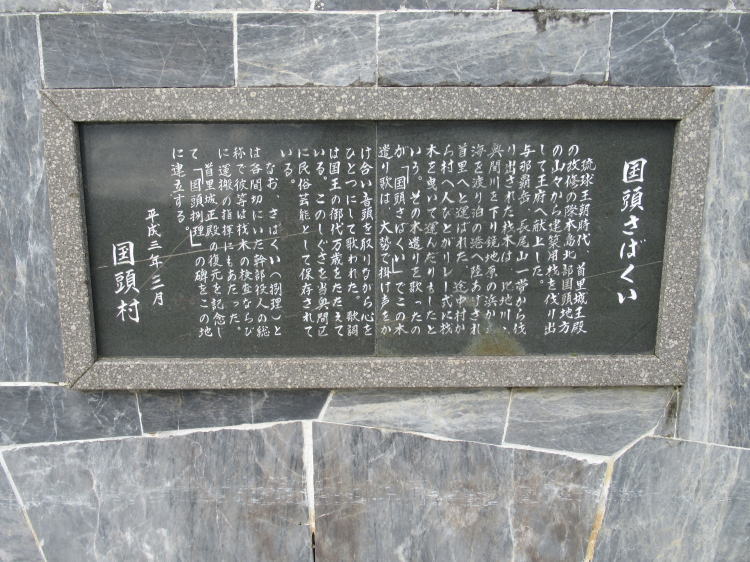 国頭さばくい
琉球王朝時代、首里城王殿
の改修の際本島北部国頭地方
の山々から建築用材を伐り出
して王府へ献上した。
与那覇岳、長尾山一帯から伐
り出された材木は、比地川、
奥間川を下り鏡地原の浜から
海を渡り泊の港へ陸あげされ
首里へと運ばれた。途中村か
ら村へ人ひとがリレー式に材
木を曳いて運んだりもしたと
いう。その木遣りを歌ったの
が「国頭さばくい」でこの木
遣り歌は、大勢で掛け声をか
け合い音頭を取りながら心を
ひとつにして歌われた。歌詞
は国王の御代万歳をたたえて
いる。このしぐさを当奥間区
に民俗芸能として保存されて
いる。
なお、さばくい(捌理)と
は各間切にいた幹部役人の総
称で彼等は材木の検査ならび
に運搬の指揮にもあたった。
首里城正殿の復元を記念し
て「国頭捌理」の碑をこの地
に建立する。
平成三年三月
国頭村